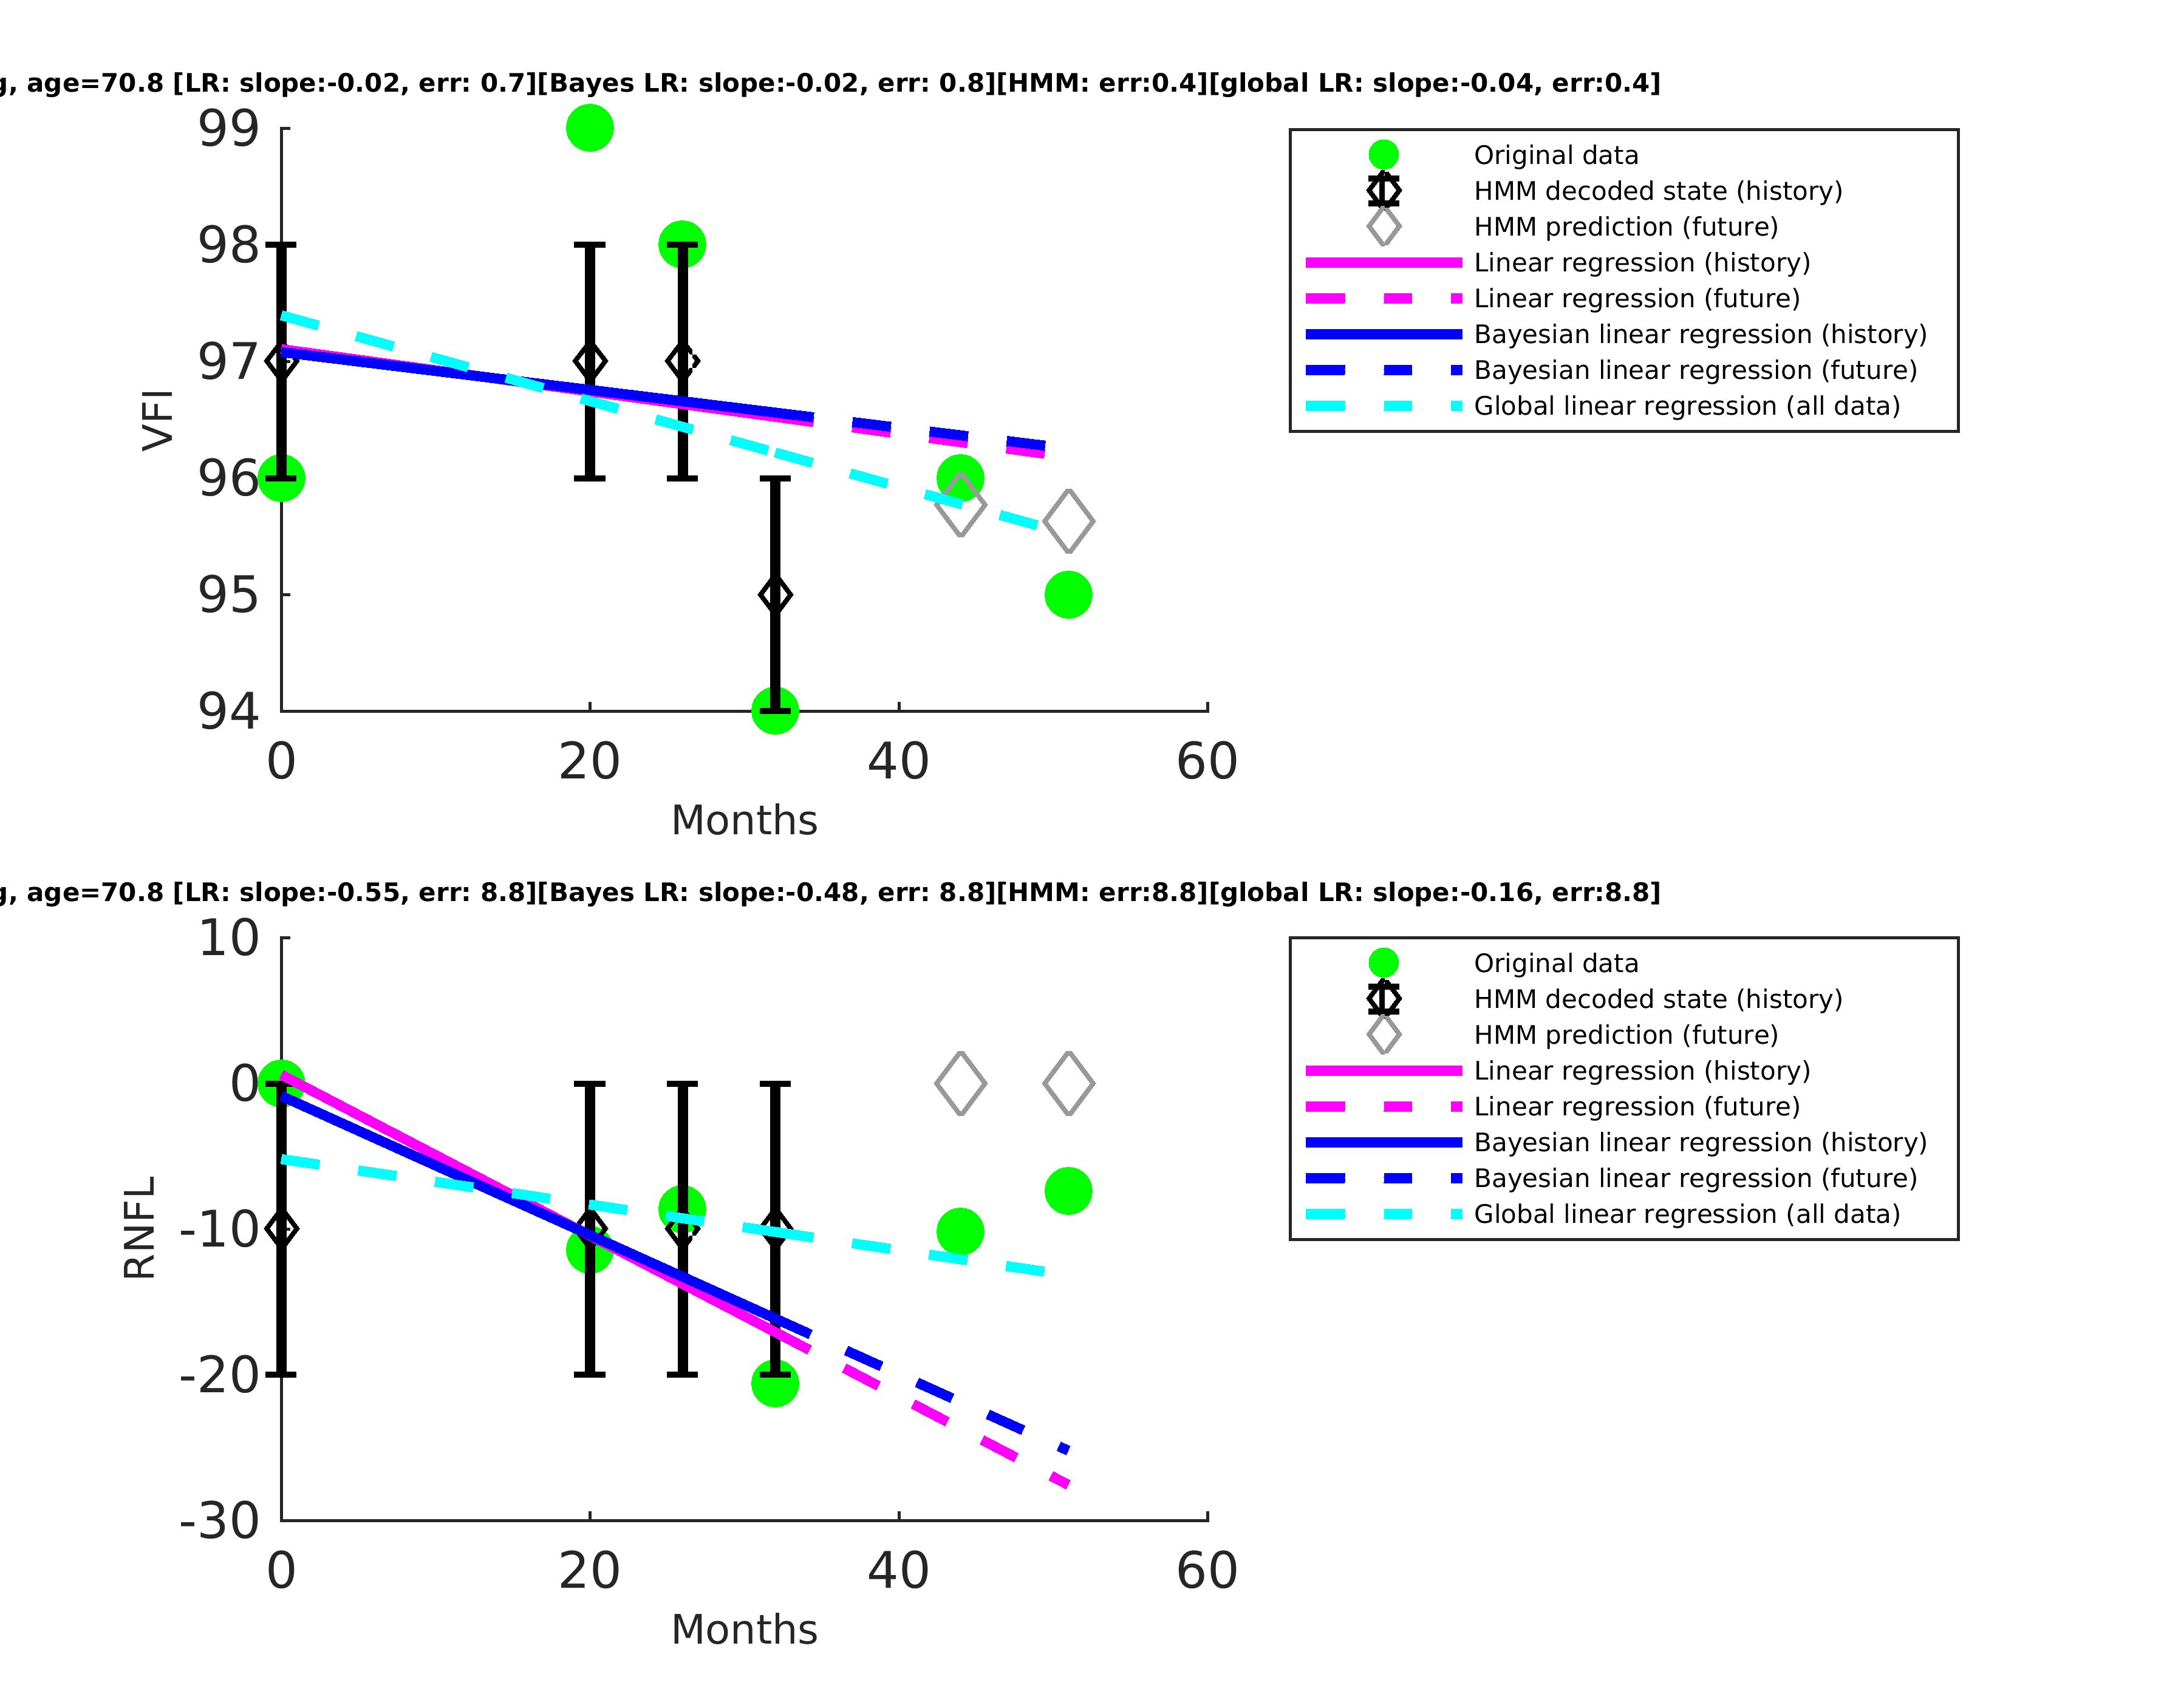 g, age=70.8 [LR: slope:-0.02, err: 0.7][Bayes LR: slope:-0.02, err: 0.8][HMM: err:0.4][global LR: slope:-0.04, err:0.4]
99
98
97
96
95
94
VFI
0 20 40 60
Months
Original data
HMM decoded state (history)
HMM prediction (future)
Linear regression (history)
Linear regression (future)
Bayesian linear regression (history)
Bayesian linear regression (future)
Global linear regression (all data)
g, age=70.8 [LR: slope:-0.55, err: 8.8][Bayes LR: slope:-0.48, err: 8.8][HMM: err:8.8][global LR: slope:-0.16, err:8.8]
10
0
-10
-20
-30
RNFL
0 20 40 60
Months
Original data
HMM decoded state (history)
HMM prediction (future)
Linear regression (history)
Linear regression (future)
Bayesian linear regression (history)
Bayesian linear regression (future)
Global linear regression (all data)